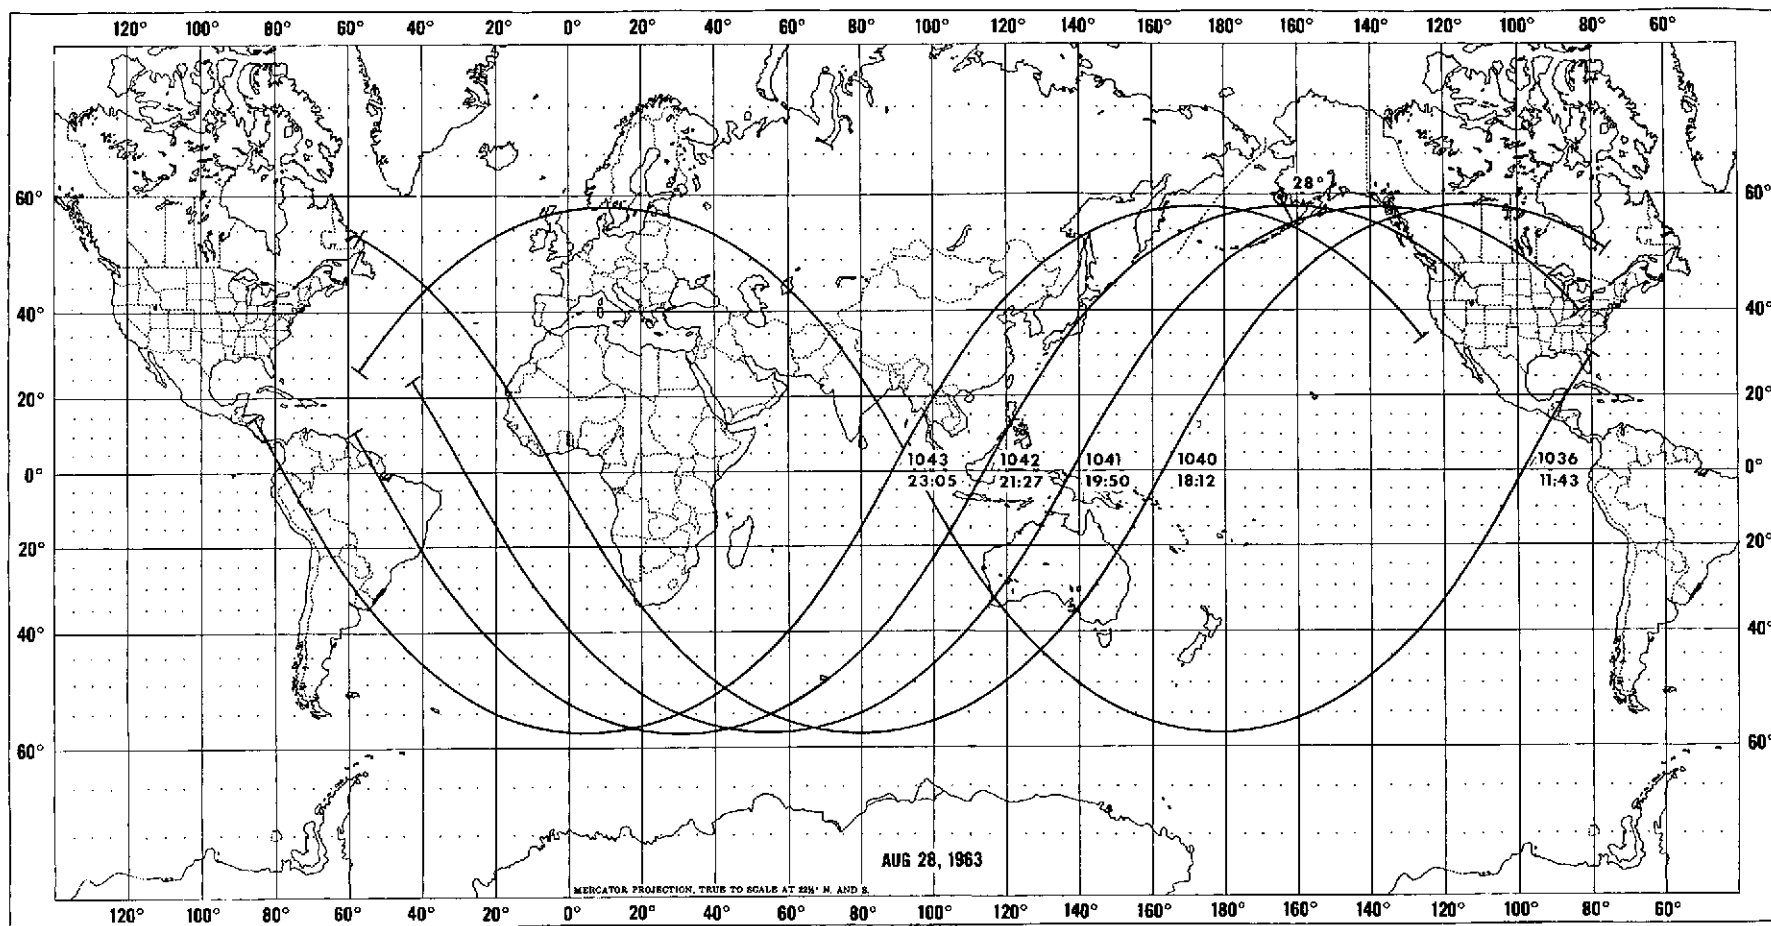 120° 100° 80° 60° 40° 20° 0° 20° 40° 60° 80° 100° 120° 140° 160° 180° 160° 140° 120° 100° 80° 60°
60° 28° 60°
40° 40°
20° 20°
0° 1043 1042 1041 1040 1036 0°
23:05 21:27 19:50 18:12 11:43
20° 20°
40° 40°
60° 60°
AUG 28, 1963
MERCATOR PROJECTION, TRUE TO SCALE AT 22½° N. AND S.
120° 100° 80° 60° 40° 20° 0° 20° 40° 60° 80° 100° 120° 140° 160° 180° 160° 140° 120° 100° 80° 60°